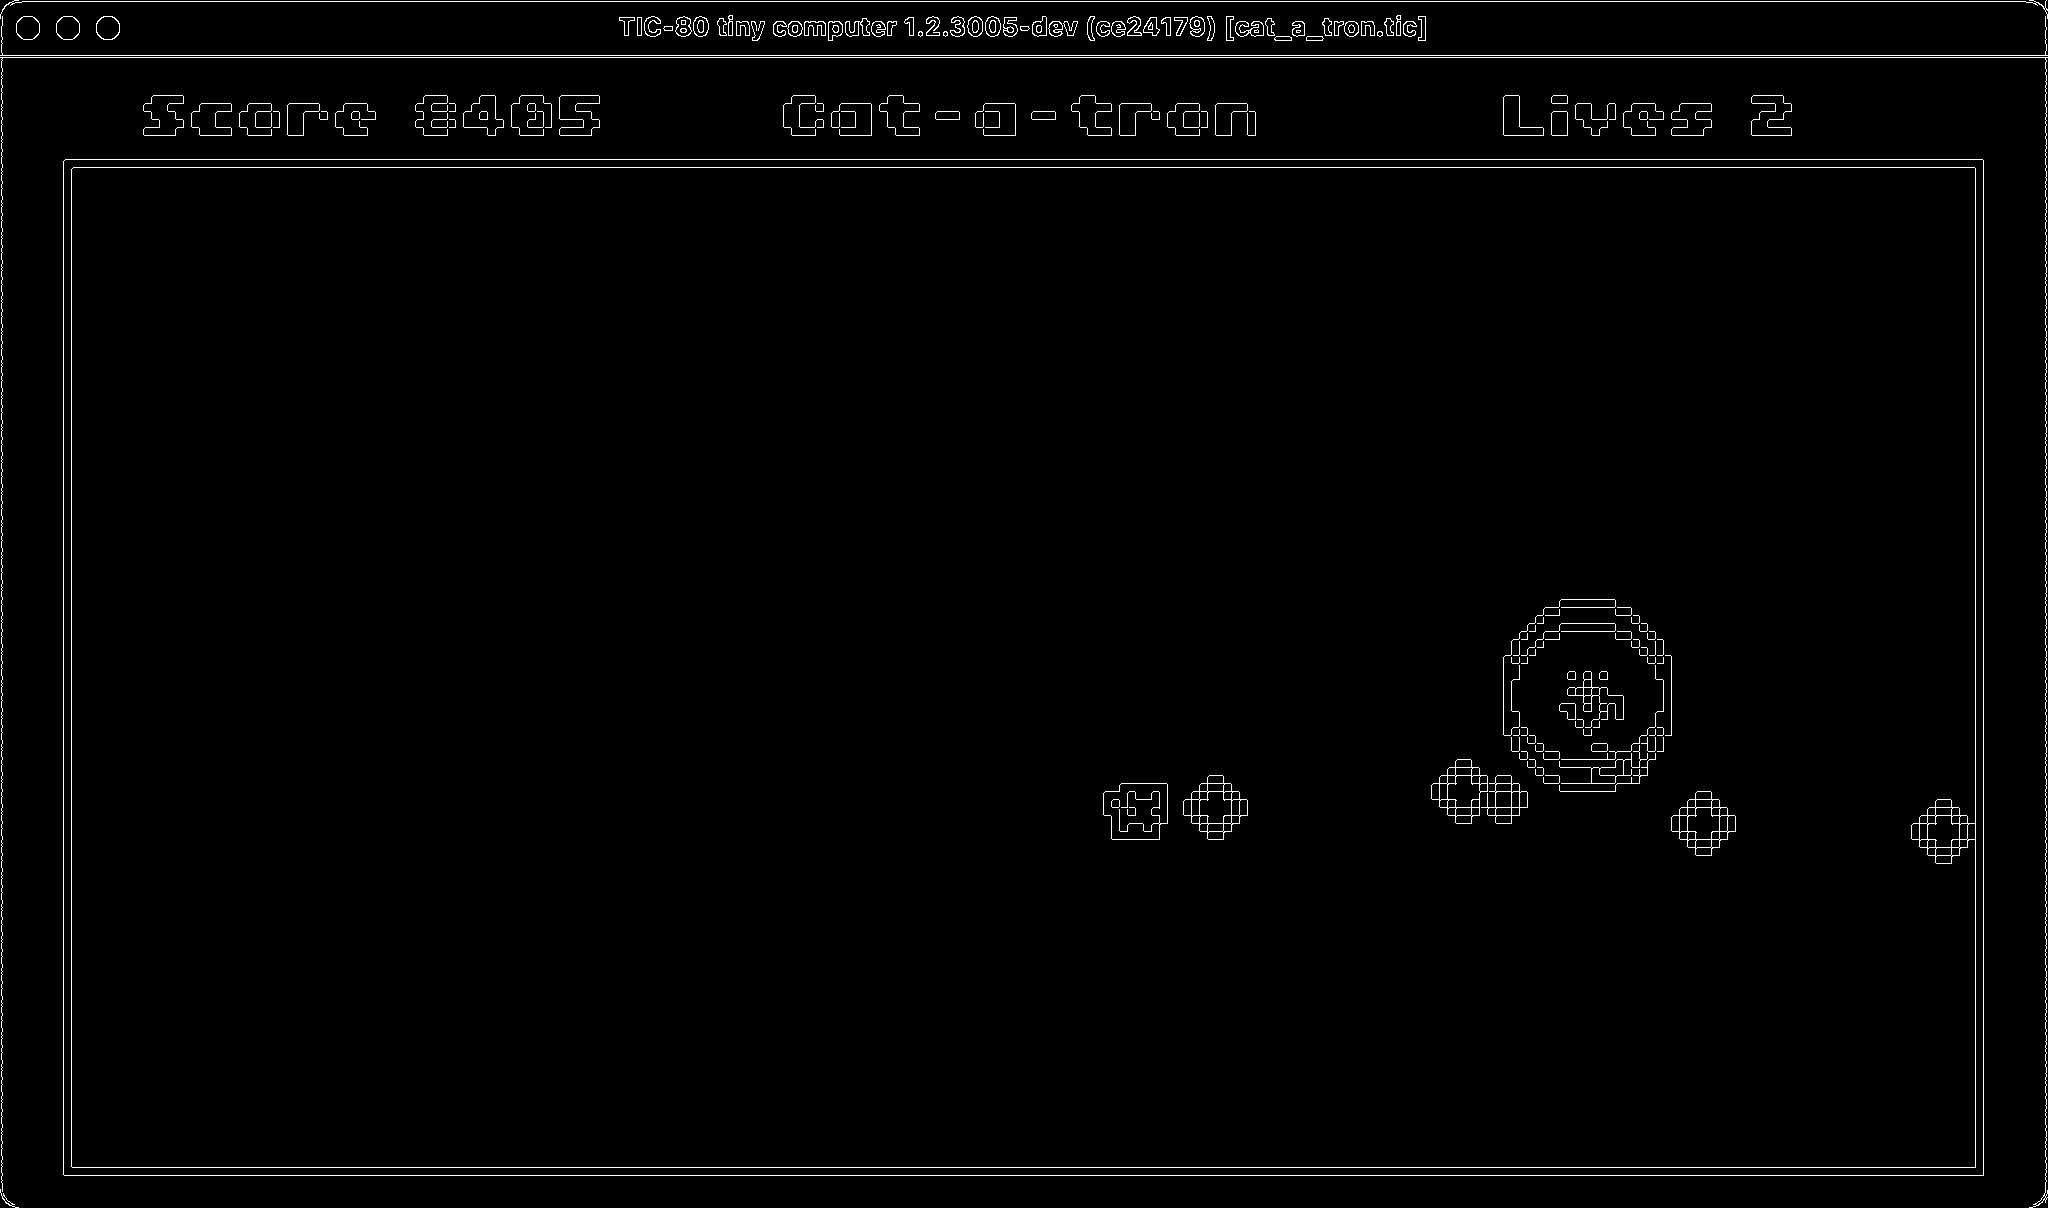 TIC-80 tiny computer 1.2.3005-dev (ce24179) [cat_a_tron.tic]
Score 8405 Cat-a-tron Lives 2